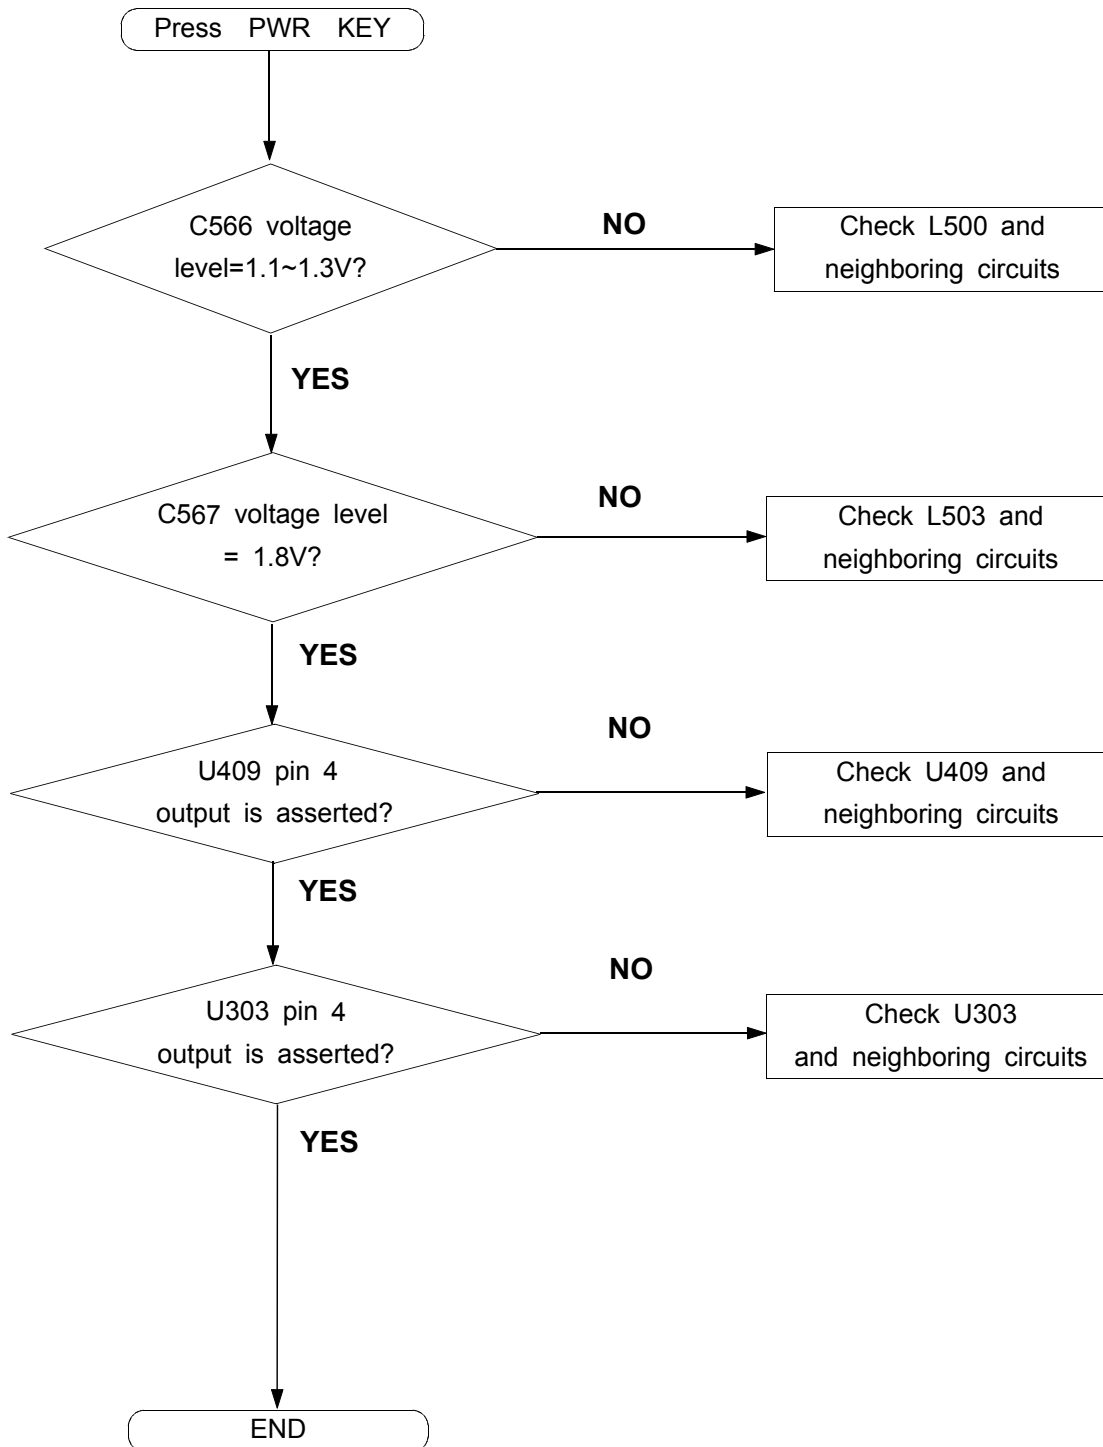 Press PWR KEY
C566 voltage
level=1.1~1.3V?
NO
Check L500 and
neighboring circuits
YES
C567 voltage level
= 1.8V?
NO
Check L503 and
neighboring circuits
YES
U409 pin 4
output is asserted?
NO
Check U409 and
neighboring circuits
YES
U303 pin 4
output is asserted?
NO
Check U303
and neighboring circuits
YES
END